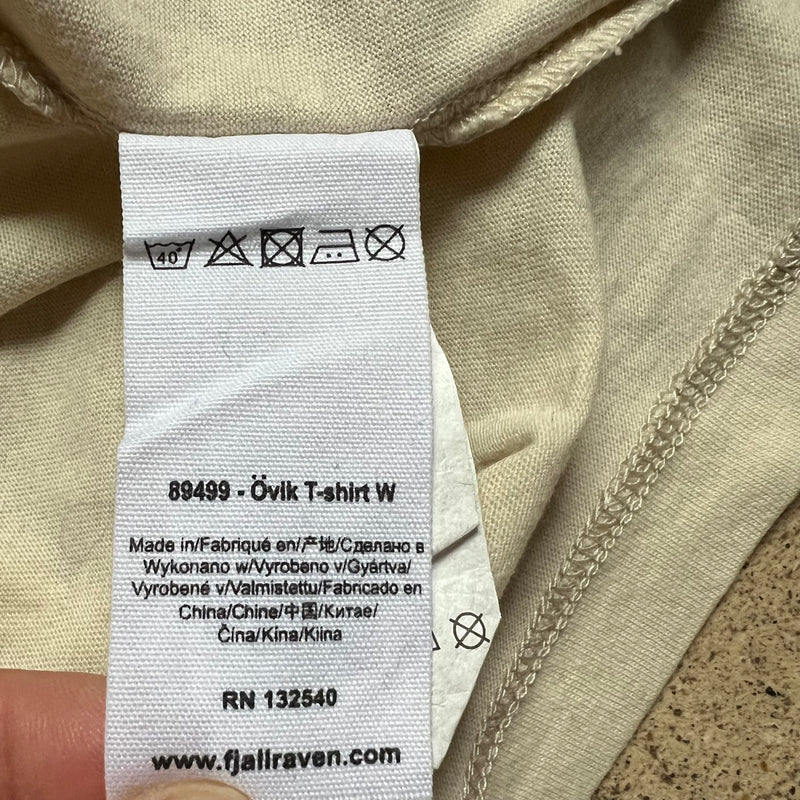 40°
89499 - Övik T-shirt W
Made in/Fabriqué en/产地/Сделано в
Wykonano w/Vyrobeno v/Gyártva/
Vyrobené v/Valmistettu/Fabricado en
China/Chine/中国/Китае/
Čína/Kína/Kiina
RN 132540
www.fjallraven.com